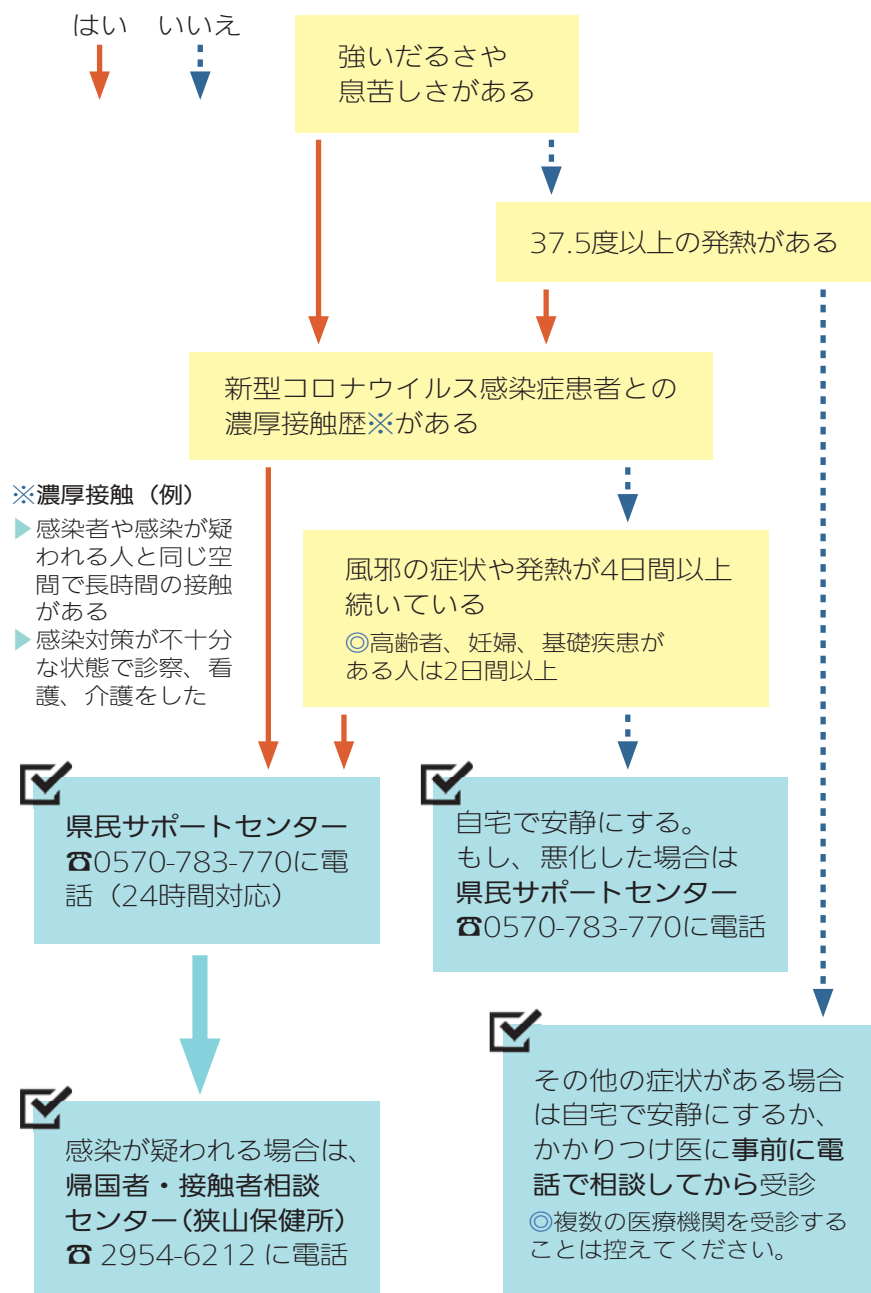 はい いいえ
強いだるさや
息苦しさがある
37.5度以上の発熱がある
新型コロナウイルス感染症患者との
濃厚接触歴※がある
※濃厚接触（例）
▶感染者や感染が疑
われる人と同じ空
間で長時間の接触
がある
▶感染対策が不十分
な状態で診察、看
護、介護をした
風邪の症状や発熱が4日間以上
続いている
◎高齢者、妊婦、基礎疾患が
ある人は2日間以上
県民サポートセンター
☎0570-783-770に電
話（24時間対応）
自宅で安静にする。
もし、悪化した場合は
県民サポートセンター
☎0570-783-770に電話
感染が疑われる場合は、
帰国者・接触者相談
センター(狭山保健所)
☎ 2954-6212 に電話
その他の症状がある場合
は自宅で安静にするか、
かかりつけ医に事前に電
話で相談してから受診
◎複数の医療機関を受診する
ことは控えてください。